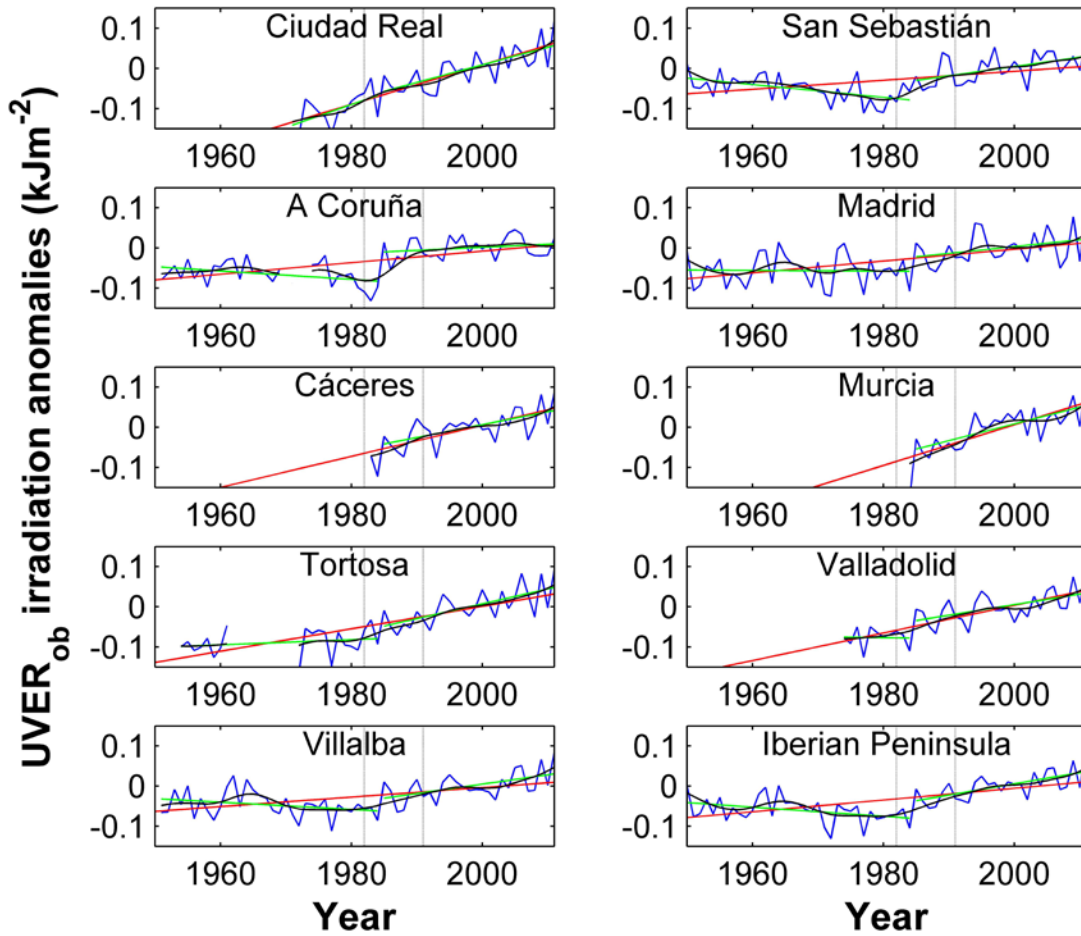 UVER_ob irradiation anomalies (kJm⁻²)
Ciudad Real
0.1
0
-0.1
1960 1980 2000
San Sebastián
0.1
0
-0.1
1960 1980 2000
A Coruña
0.1
0
-0.1
1960 1980 2000
Madrid
0.1
0
-0.1
1960 1980 2000
Cáceres
0.1
0
-0.1
1960 1980 2000
Murcia
0.1
0
-0.1
1960 1980 2000
Tortosa
0.1
0
-0.1
1960 1980 2000
Valladolid
0.1
0
-0.1
1960 1980 2000
Villalba
0.1
0
-0.1
1960 1980 2000
Year
Iberian Peninsula
0.1
0
-0.1
1960 1980 2000
Year